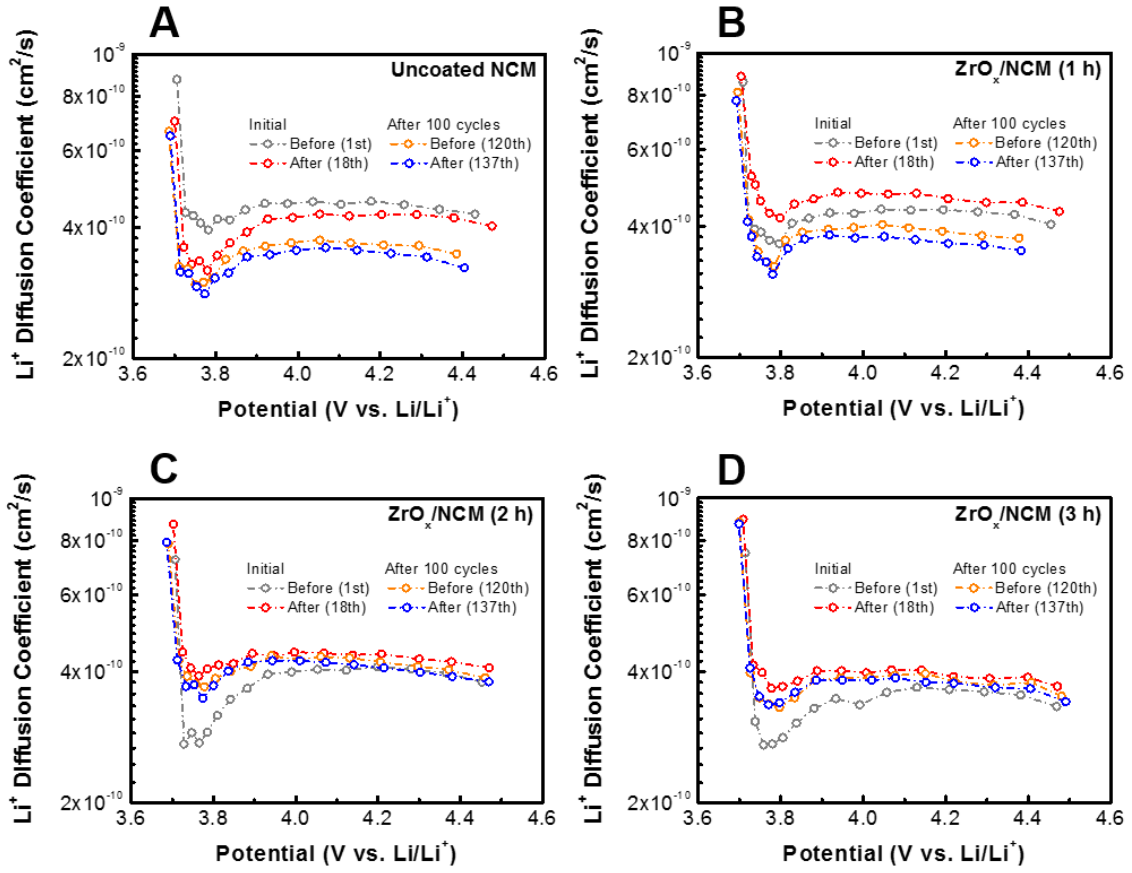 A
Uncoated NCM
Li⁺ Diffusion Coefficient (cm²/s)
10⁻⁹
8x10⁻¹⁰
6x10⁻¹⁰
4x10⁻¹⁰
2x10⁻¹⁰
Initial After 100 cycles
Before (1st) Before (120th)
After (18th) After (137th)
3.6 3.8 4.0 4.2 4.4 4.6
Potential (V vs. Li/Li⁺)
B
ZrOₓ/NCM (1 h)
Li⁺ Diffusion Coefficient (cm²/s)
10⁻⁹
8x10⁻¹⁰
6x10⁻¹⁰
4x10⁻¹⁰
2x10⁻¹⁰
Initial After 100 cycles
Before (1st) Before (120th)
After (18th) After (137th)
3.6 3.8 4.0 4.2 4.4 4.6
Potential (V vs. Li/Li⁺)
C
ZrOₓ/NCM (2 h)
Li⁺ Diffusion Coefficient (cm²/s)
10⁻⁹
8x10⁻¹⁰
6x10⁻¹⁰
4x10⁻¹⁰
2x10⁻¹⁰
Initial After 100 cycles
Before (1st) Before (120th)
After (18th) After (137th)
3.6 3.8 4.0 4.2 4.4 4.6
Potential (V vs. Li/Li⁺)
D
ZrOₓ/NCM (3 h)
Li⁺ Diffusion Coefficient (cm²/s)
10⁻⁹
8x10⁻¹⁰
6x10⁻¹⁰
4x10⁻¹⁰
2x10⁻¹⁰
Initial After 100 cycles
Before (1st) Before (120th)
After (18th) After (137th)
3.6 3.8 4.0 4.2 4.4 4.6
Potential (V vs. Li/Li⁺)